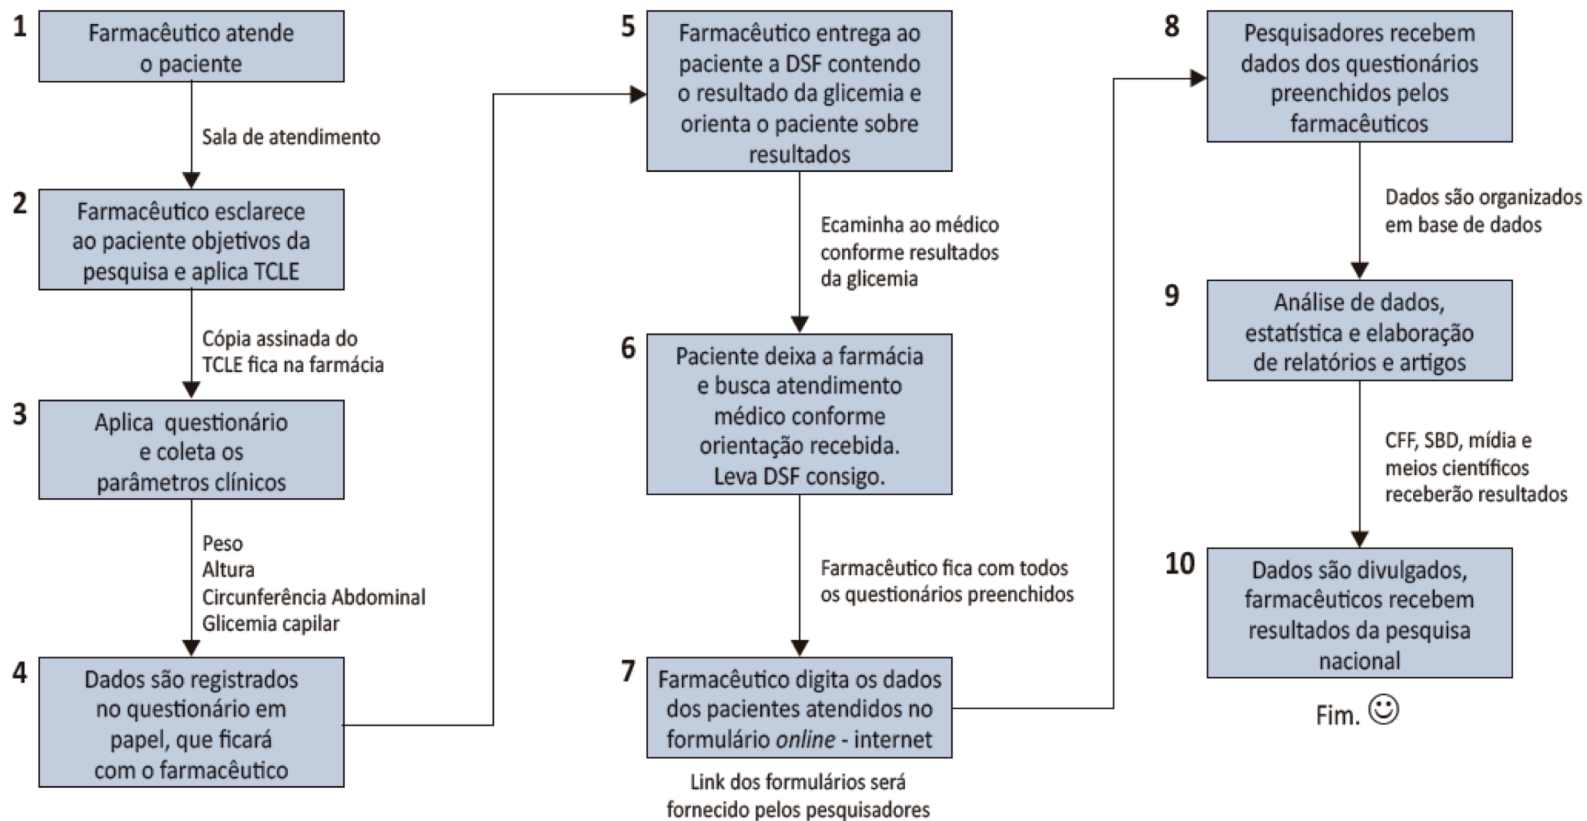 1
Farmacêutico atende
o paciente
Sala de atendimento
2
Farmacêutico esclarece
ao paciente objetivos da
pesquisa e aplica TCLE
Cópia assinada do
TCLE fica na farmácia
3
Aplica questionário
e coleta os
parâmetros clínicos
Peso
Altura
Circunferência Abdominal
Glicemia capilar
4
Dados são registrados
no questionário em
papel, que ficará
com o farmacêutico
5
Farmacêutico entrega ao
paciente a DSF contendo
o resultado da glicemia e
orienta o paciente sobre
resultados
Ecaminha ao médico
conforme resultados
da glicemia
6
Paciente deixa a farmácia
e busca atendimento
médico conforme
orientação recebida.
Leva DSF consigo.
Farmacêutico fica com todos
os questionários preenchidos
7
Farmacêutico digita os dados
dos pacientes atendidos no
formulário online - internet
Link dos formulários será
fornecido pelos pesquisadores
8
Pesquisadores recebem
dados dos questionários
preenchidos pelos
farmacêuticos
Dados são organizados
em base de dados
9
Análise de dados,
estatística e elaboração
de relatórios e artigos
CFF, SBD, mídia e
meios científicos
receberão resultados
10
Dados são divulgados,
farmacêuticos recebem
resultados da pesquisa
nacional
Fim. ☺